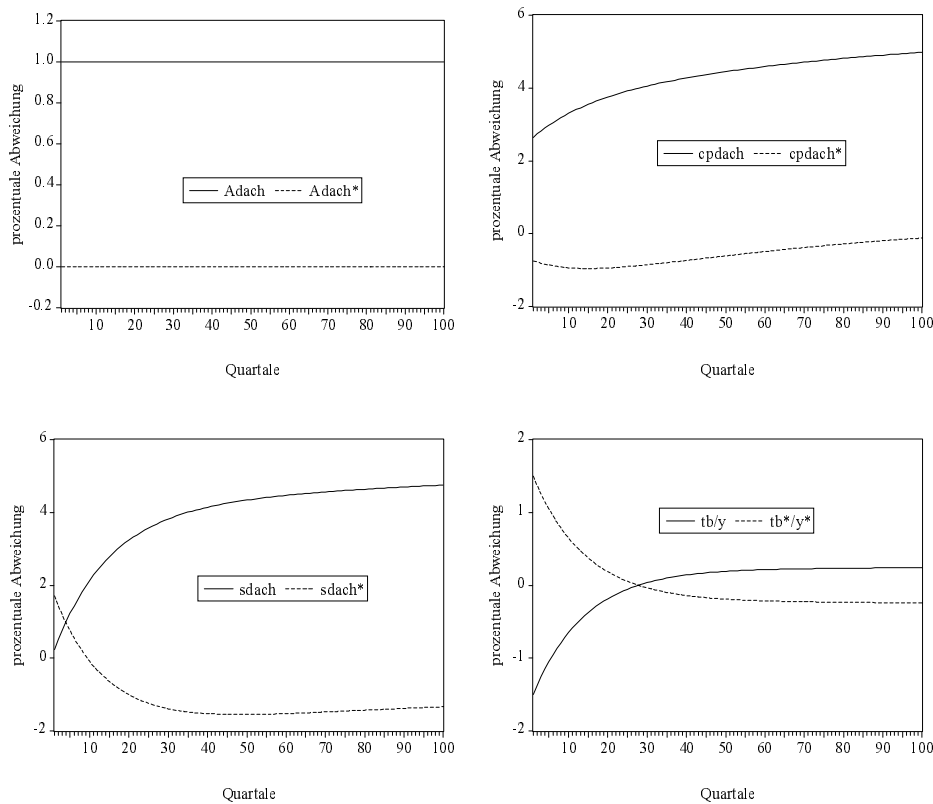 prozentuale Abweichung
1.2
1.0
0.8
0.6
0.4
0.2
0.0
-0.2
Adach Adach*
10 20 30 40 50 60 70 80 90 100
Quartale
prozentuale Abweichung
6
4
2
0
-2
cpdach cpdach*
10 20 30 40 50 60 70 80 90 100
Quartale
prozentuale Abweichung
6
4
2
0
-2
sdach sdach*
10 20 30 40 50 60 70 80 90 100
Quartale
prozentuale Abweichung
2
1
0
-1
-2
tb/y tb*/y*
10 20 30 40 50 60 70 80 90 100
Quartale